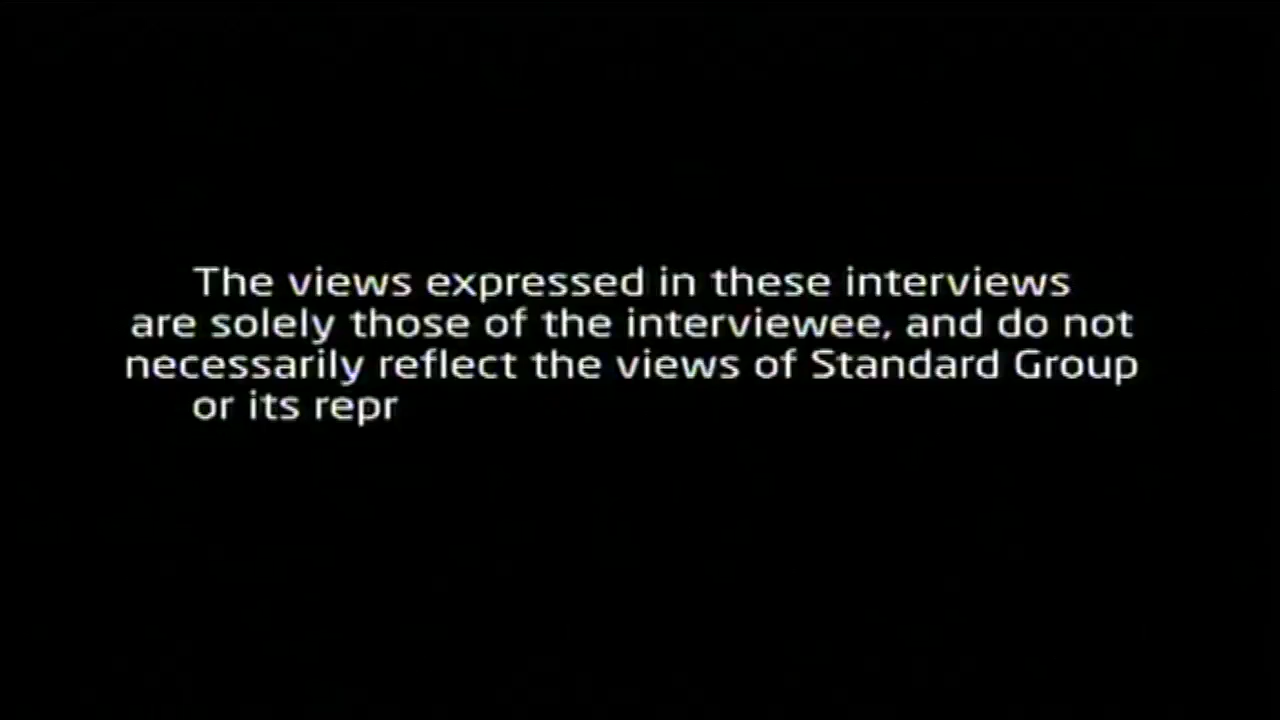 The views expressed in these interviews
are solely those of the interviewee, and do not
necessarily reflect the views of Standard Group
or its repr